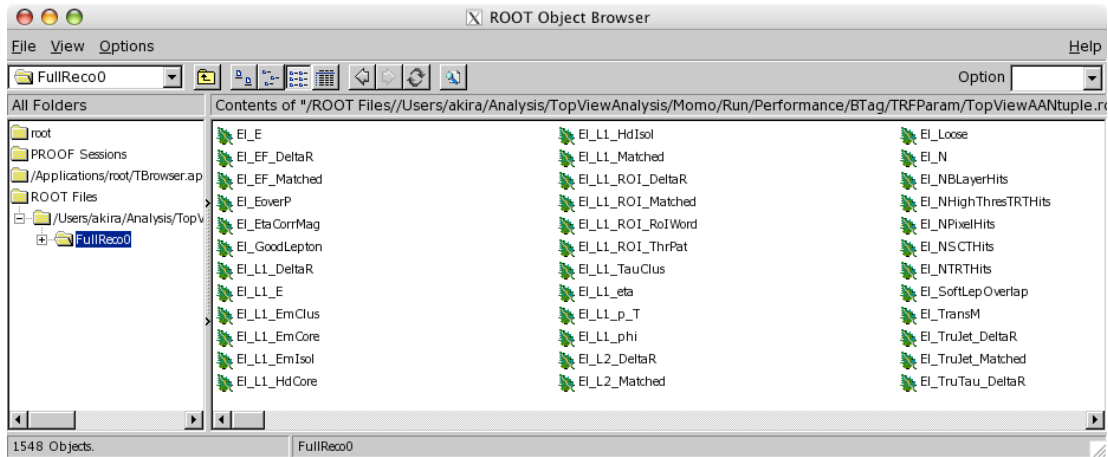 ROOT Object Browser
File View Options Help
FullReco0 Option
All Folders Contents of "/ROOT Files//Users/akira/Analysis/TopViewAnalysis/Momo/Run/Performance/BTag/TRFParam/TopViewAANtuple.ro
root
PROOF Sessions
/Applications/root/TBrowser.ap
ROOT Files
/Users/akira/Analysis/TopV
FullReco0
El_E El_L1_HdIsol El_Loose
El_EF_DeltaR El_L1_Matched El_N
El_EF_Matched El_L1_ROI_DeltaR El_NBLayerHits
El_EoverP El_L1_ROI_Matched El_NHighThresTRTHits
El_EtaCorrMag El_L1_ROI_RoIWord El_NPixelHits
El_GoodLepton El_L1_ROI_ThrPat El_NSCTHits
El_L1_DeltaR El_L1_TauClus El_NTRTHits
El_L1_E El_L1_eta El_SoftLepOverlap
El_L1_EmClus El_L1_p_T El_TransM
El_L1_EmCore El_L1_phi El_TruJet_DeltaR
El_L1_EmIsol El_L2_DeltaR El_TruJet_Matched
El_L1_HdCore El_L2_Matched El_TruTau_DeltaR
1548 Objects. FullReco0